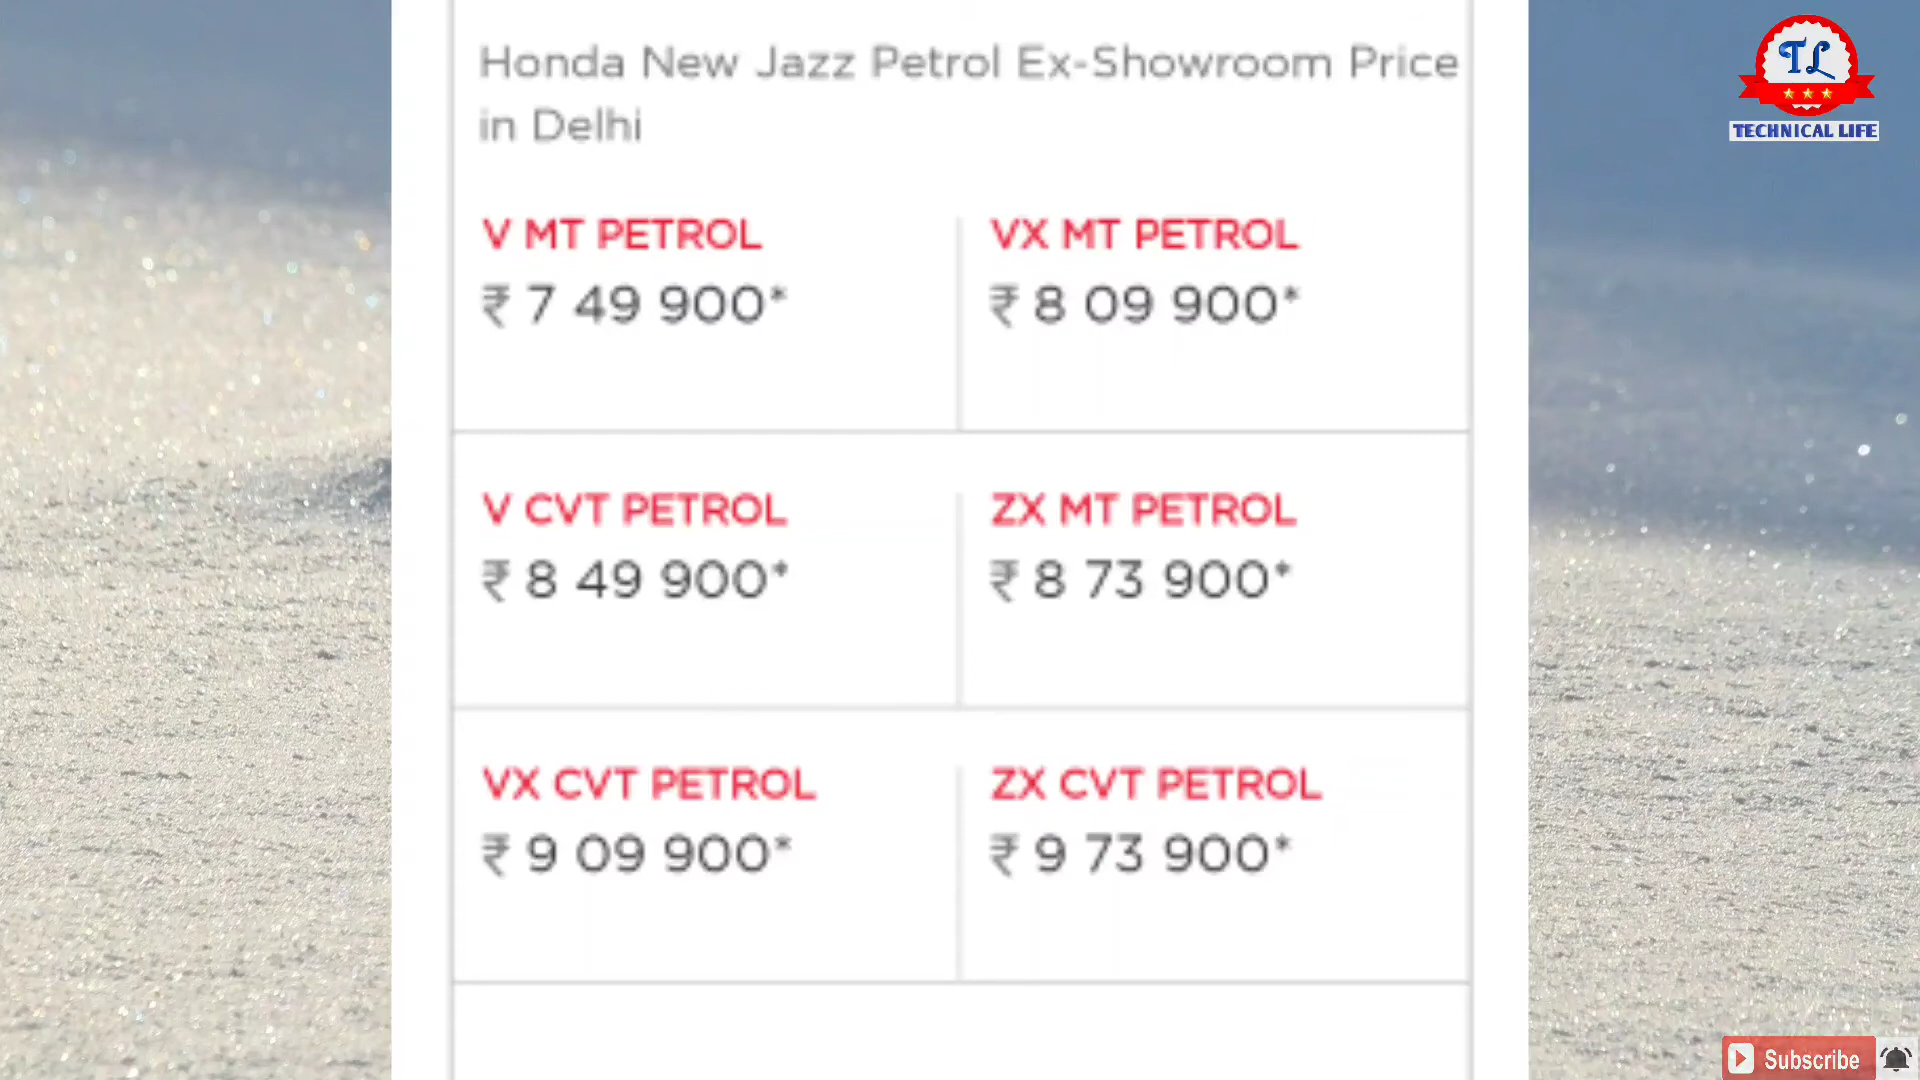 Honda New Jazz Petrol Ex-Showroom Price
in Delhi
V MT PETROL
₹ 7 49 900*
VX MT PETROL
₹ 8 09 900*
V CVT PETROL
₹ 8 49 900*
ZX MT PETROL
₹ 8 73 900*
VX CVT PETROL
₹ 9 09 900*
ZX CVT PETROL
₹ 9 73 900*
TL
TECHNICAL LIFE
Subscribe